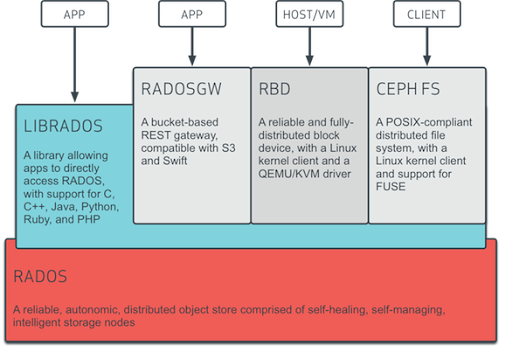 APP
APP
HOST/VM
CLIENT
LIBRADOS
A library allowing
apps to directly
access RADOS,
with support for C,
C++, Java, Python,
Ruby, and PHP
RADOSGW
A bucket-based
REST gateway,
compatible with S3
and Swift
RBD
A reliable and fully-
distributed block
device, with a Linux
kernel client and a
QEMU/KVM driver
CEPH FS
A POSIX-compliant
distributed file
system, with a
Linux kernel client
and support for
FUSE
RADOS
A reliable, autonomic, distributed object store comprised of self-healing, self-managing,
intelligent storage nodes